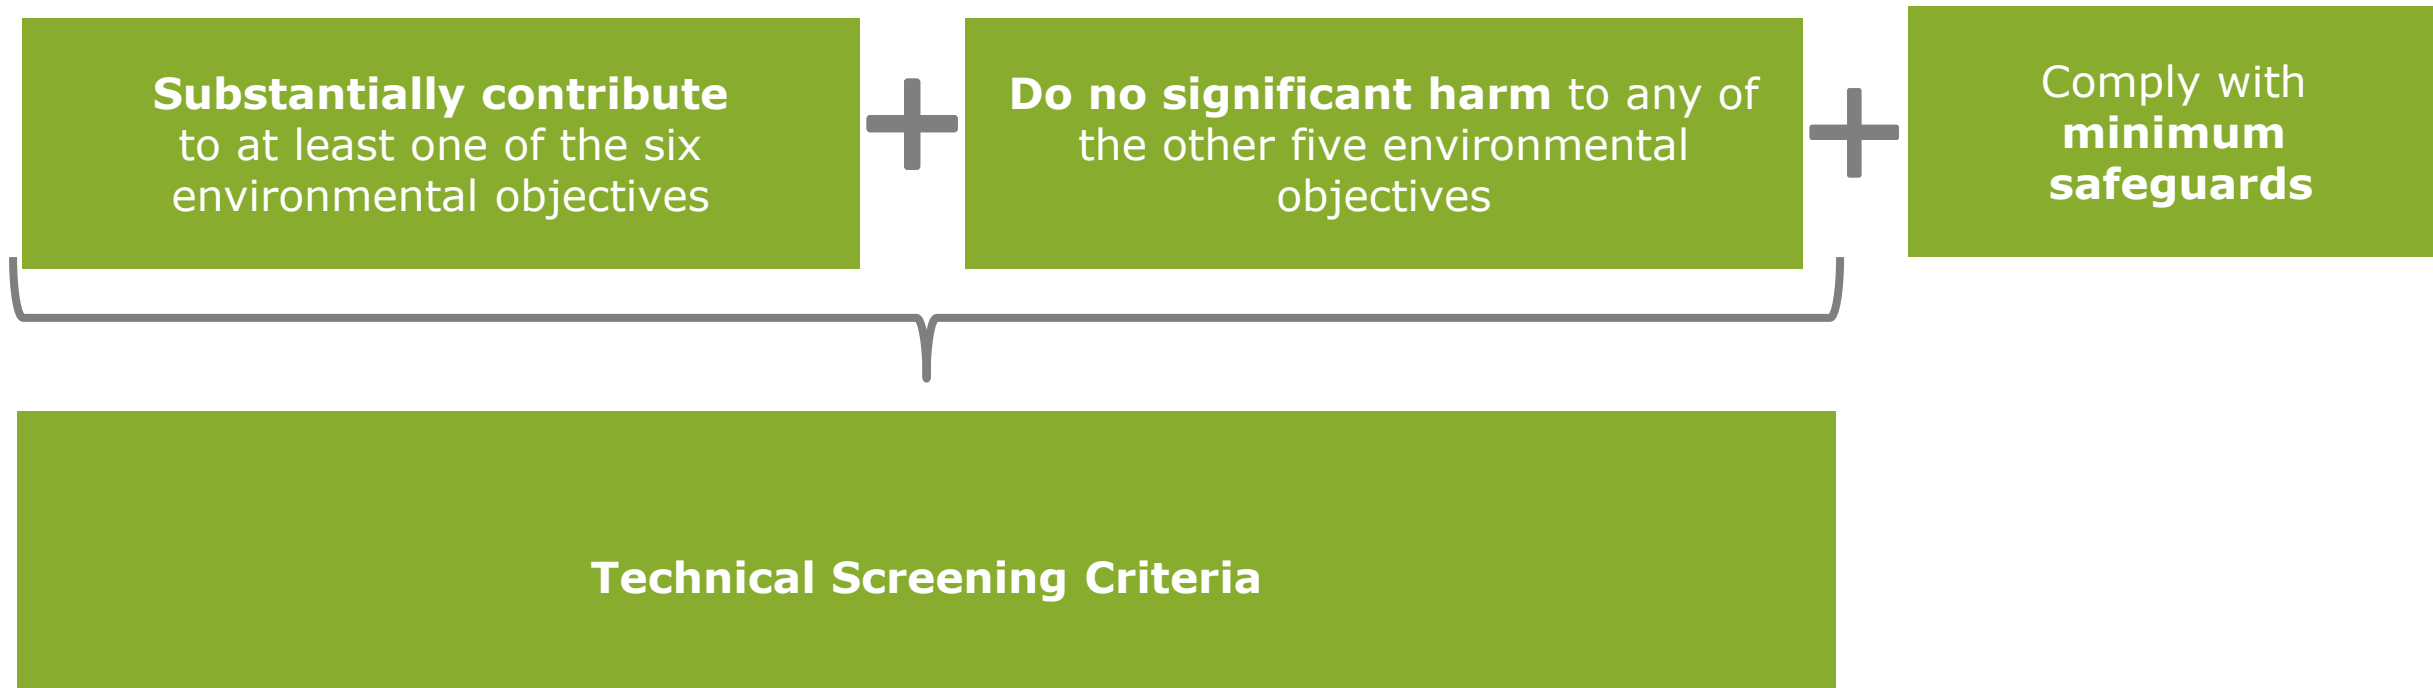 Substantially contribute
to at least one of the six
environmental objectives
Do no significant harm to any of
the other five environmental
objectives
Comply with
minimum
safeguards
Technical Screening Criteria